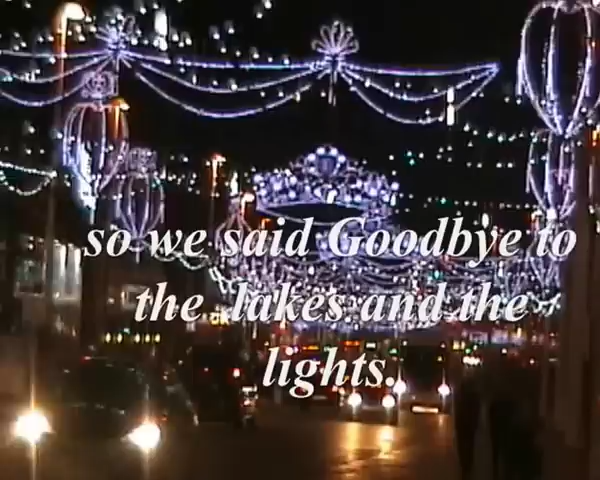 so we said Goodbye to
the lakes and the
lights.